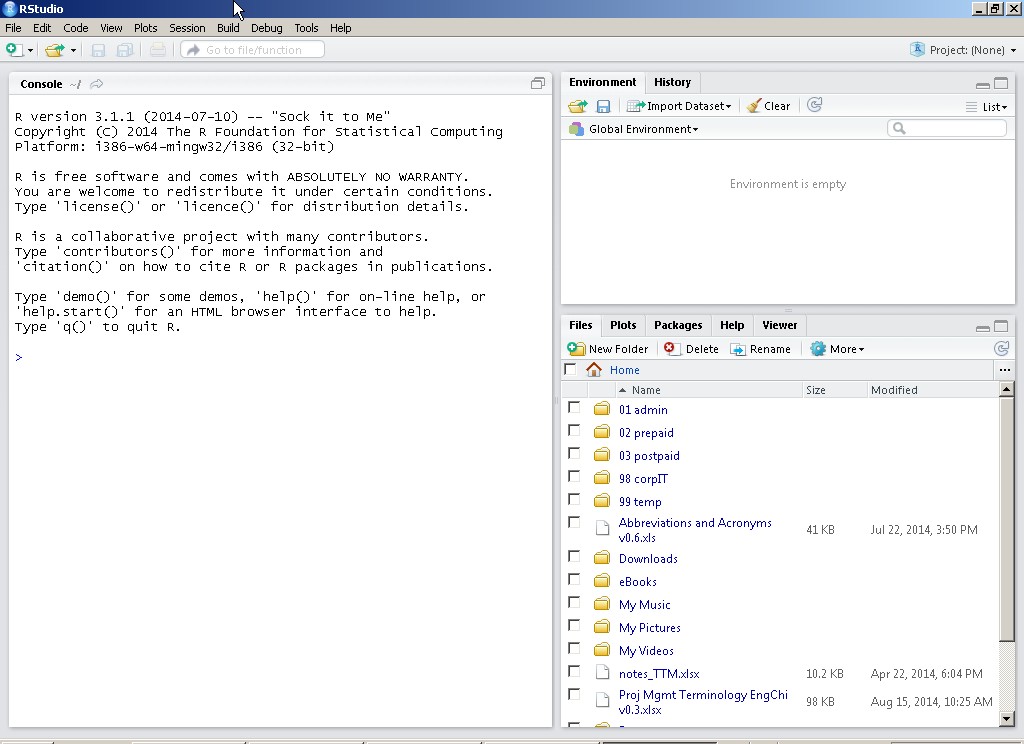 RStudio
File Edit Code View Plots Session Build Debug Tools Help
Go to file/function
Project: (None)
Console ~/
R version 3.1.1 (2014-07-10) -- "Sock it to Me"
Copyright (C) 2014 The R Foundation for Statistical Computing
Platform: i386-w64-mingw32/i386 (32-bit)
R is free software and comes with ABSOLUTELY NO WARRANTY.
You are welcome to redistribute it under certain conditions.
Type 'license()' or 'licence()' for distribution details.
R is a collaborative project with many contributors.
Type 'contributors()' for more information and
'citation()' on how to cite R or R packages in publications.
Type 'demo()' for some demos, 'help()' for on-line help, or
'help.start()' for an HTML browser interface to help.
Type 'q()' to quit R.
>
Environment History
Import Dataset Clear
List
Global Environment
Environment is empty
Files Plots Packages Help Viewer
New Folder Delete Rename More
Home ...
Name Size Modified
01 admin
02 prepaid
03 postpaid
98 corpIT
99 temp
Abbreviations and Acronyms
v0.6.xls 41 KB Jul 22, 2014, 3:50 PM
Downloads
eBooks
My Music
My Pictures
My Videos
notes_TTM.xlsx 10.2 KB Apr 22, 2014, 6:04 PM
Proj Mgmt Terminology EngChi
v0.3.xlsx 98 KB Aug 15, 2014, 10:25 AM